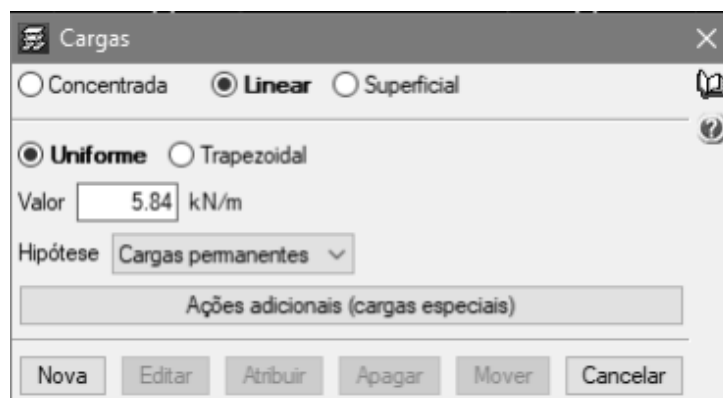 Cargas
Concentrada Linear Superficial
Uniforme Trapezoidal
Valor 5.84 kN/m
Hipótese Cargas permanentes
Ações adicionais (cargas especiais)
Nova Editar Atribuir Apagar Mover Cancelar